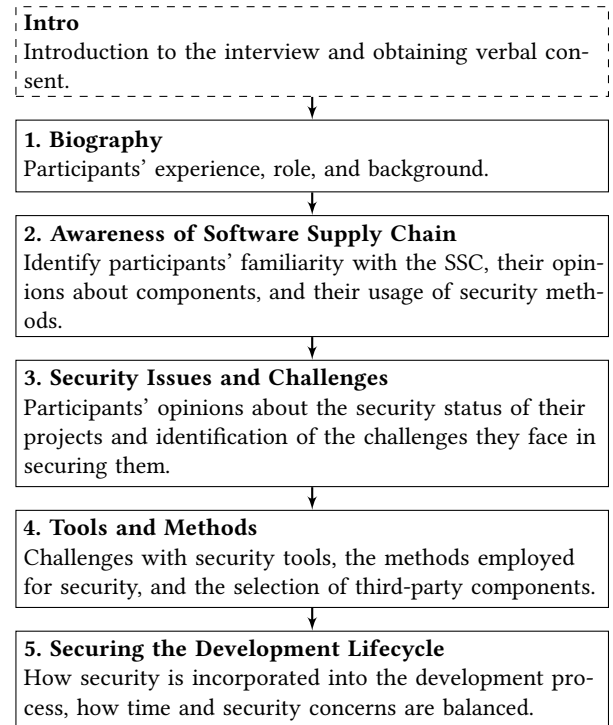 Intro
Introduction to the interview and obtaining verbal con-
sent.
1. Biography
Participants’ experience, role, and background.
2. Awareness of Software Supply Chain
Identify participants’ familiarity with the SSC, their opin-
ions about components, and their usage of security meth-
ods.
3. Security Issues and Challenges
Participants’ opinions about the security status of their
projects and identification of the challenges they face in
securing them.
4. Tools and Methods
Challenges with security tools, the methods employed
for security, and the selection of third-party components.
5. Securing the Development Lifecycle
How security is incorporated into the development pro-
cess, how time and security concerns are balanced.